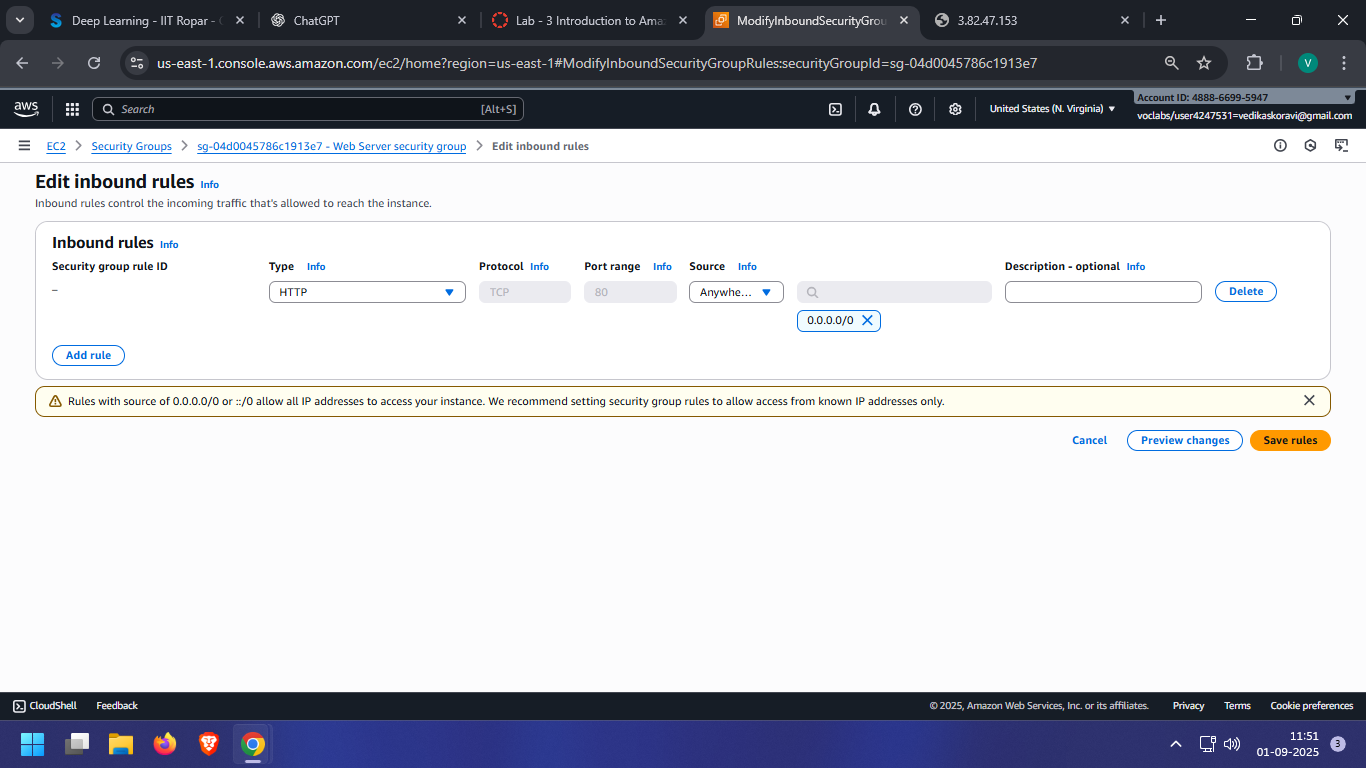 Deep Learning - IIT Ropar - C
ChatGPT
Lab - 3 Introduction to Ama
ModifyInboundSecurityGrou
3.82.47.153
us-east-1.console.aws.amazon.com/ec2/home?region=us-east-1#ModifyInboundSecurityGroupRules:securityGroupId=sg-04d0045786c1913e7
V
aws
Search
[Alt+S]
United States (N. Virginia)
Account ID: 4888-6699-5947
voclabs/user4247531=vedikaskoravi@gmail.com
EC2
Security Groups
sg-04d0045786c1913e7 - Web Server security group
Edit inbound rules
Edit inbound rules Info
Inbound rules control the incoming traffic that's allowed to reach the instance.
Inbound rules Info
Security group rule ID
Type Info
Protocol Info
Port range Info
Source Info
Description - optional Info
–
HTTP
TCP
80
Anywhe...
Delete
0.0.0.0/0
Add rule
Rules with source of 0.0.0.0/0 or ::/0 allow all IP addresses to access your instance. We recommend setting security group rules to allow access from known IP addresses only.
Cancel
Preview changes
Save rules
CloudShell
Feedback
© 2025, Amazon Web Services, Inc. or its affiliates.
Privacy
Terms
Cookie preferences
11:51
01-09-2025
3